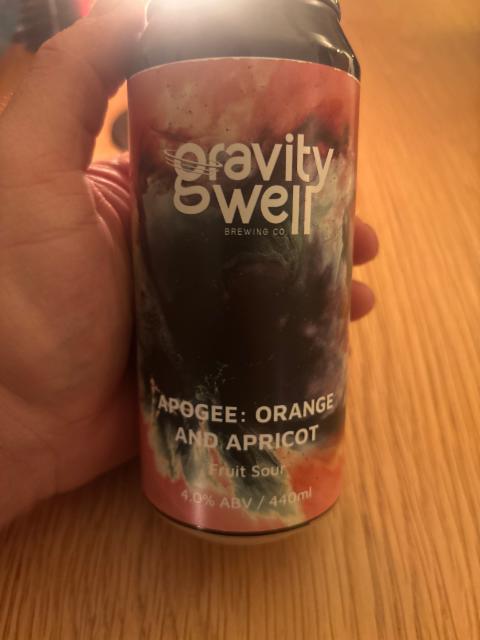 gravity
well
BREWING CO.
APOGEE: ORANGE
AND APRICOT
Fruit Sour
4.0% ABV / 440ml